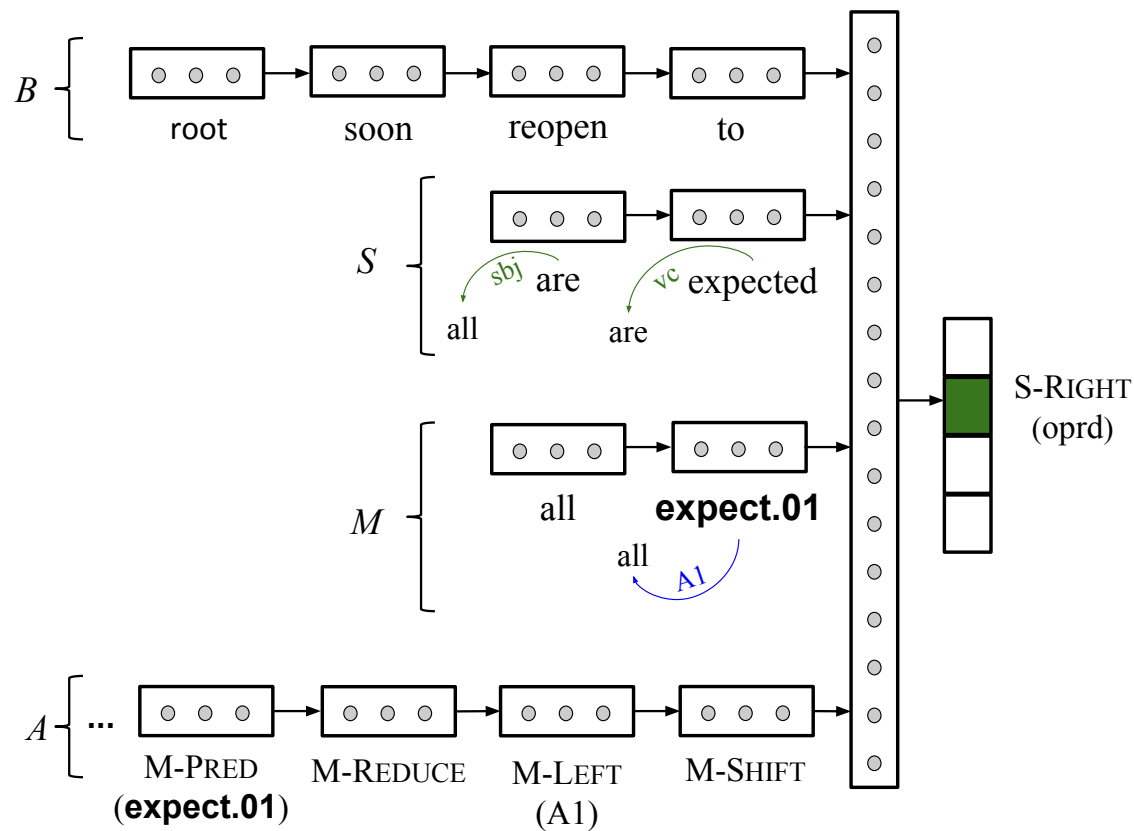 B
root soon reopen to
S
sbj are vc expected
all are
S-RIGHT
(oprd)
M
all expect.01
all A1
A ...
M-PRED M-REDUCE M-LEFT M-SHIFT
(expect.01) (A1)